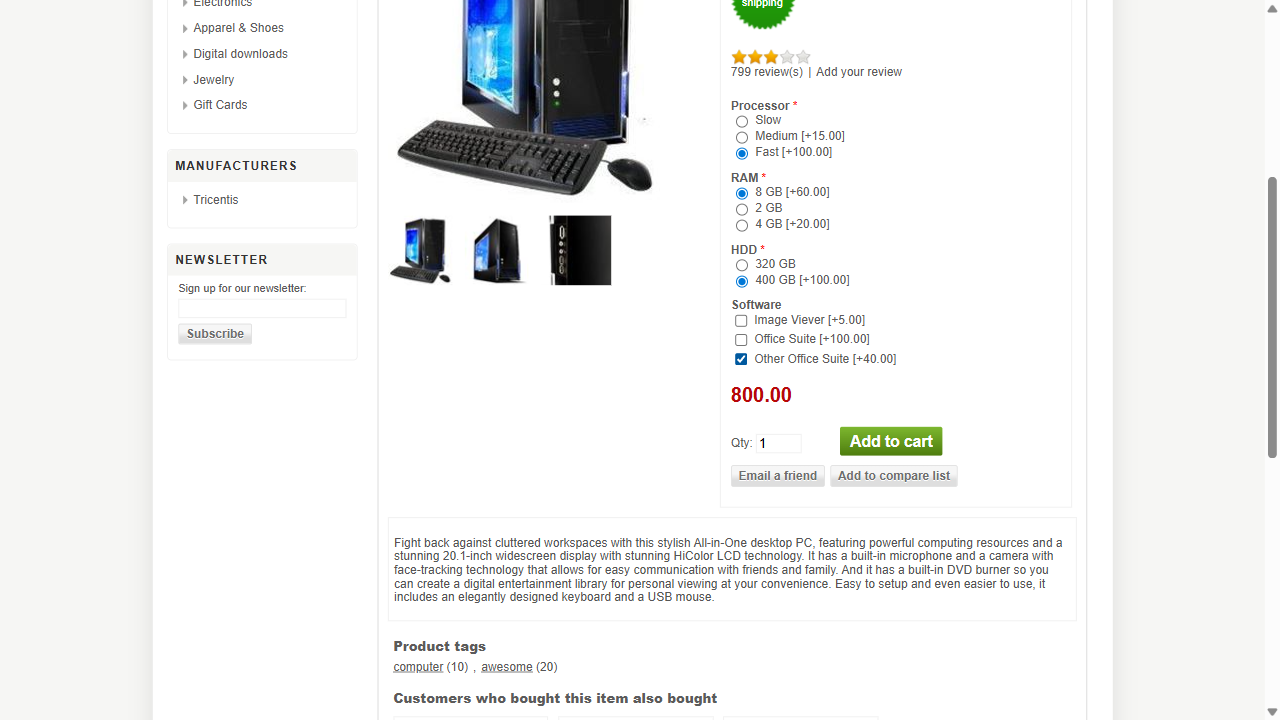 Electronics
Apparel & Shoes
Digital downloads
Jewelry
Gift Cards
MANUFACTURERS
Tricentis
NEWSLETTER
Sign up for our newsletter:
Subscribe
shipping
799 review(s) | Add your review
Processor *
Slow
Medium [+15.00]
Fast [+100.00]
RAM *
8 GB [+60.00]
2 GB
4 GB [+20.00]
HDD *
320 GB
400 GB [+100.00]
Software
Image Viever [+5.00]
Office Suite [+100.00]
Other Office Suite [+40.00]
800.00
Qty: 1
Add to cart
Email a friend
Add to compare list
Fight back against cluttered workspaces with this stylish All-in-One desktop PC, featuring powerful computing resources and a
stunning 20.1-inch widescreen display with stunning HiColor LCD technology. It has a built-in microphone and a camera with
face-tracking technology that allows for easy communication with friends and family. And it has a built-in DVD burner so you
can create a digital entertainment library for personal viewing at your convenience. Easy to setup and even easier to use, it
includes an elegantly designed keyboard and a USB mouse.
Product tags
computer (10) , awesome (20)
Customers who bought this item also bought